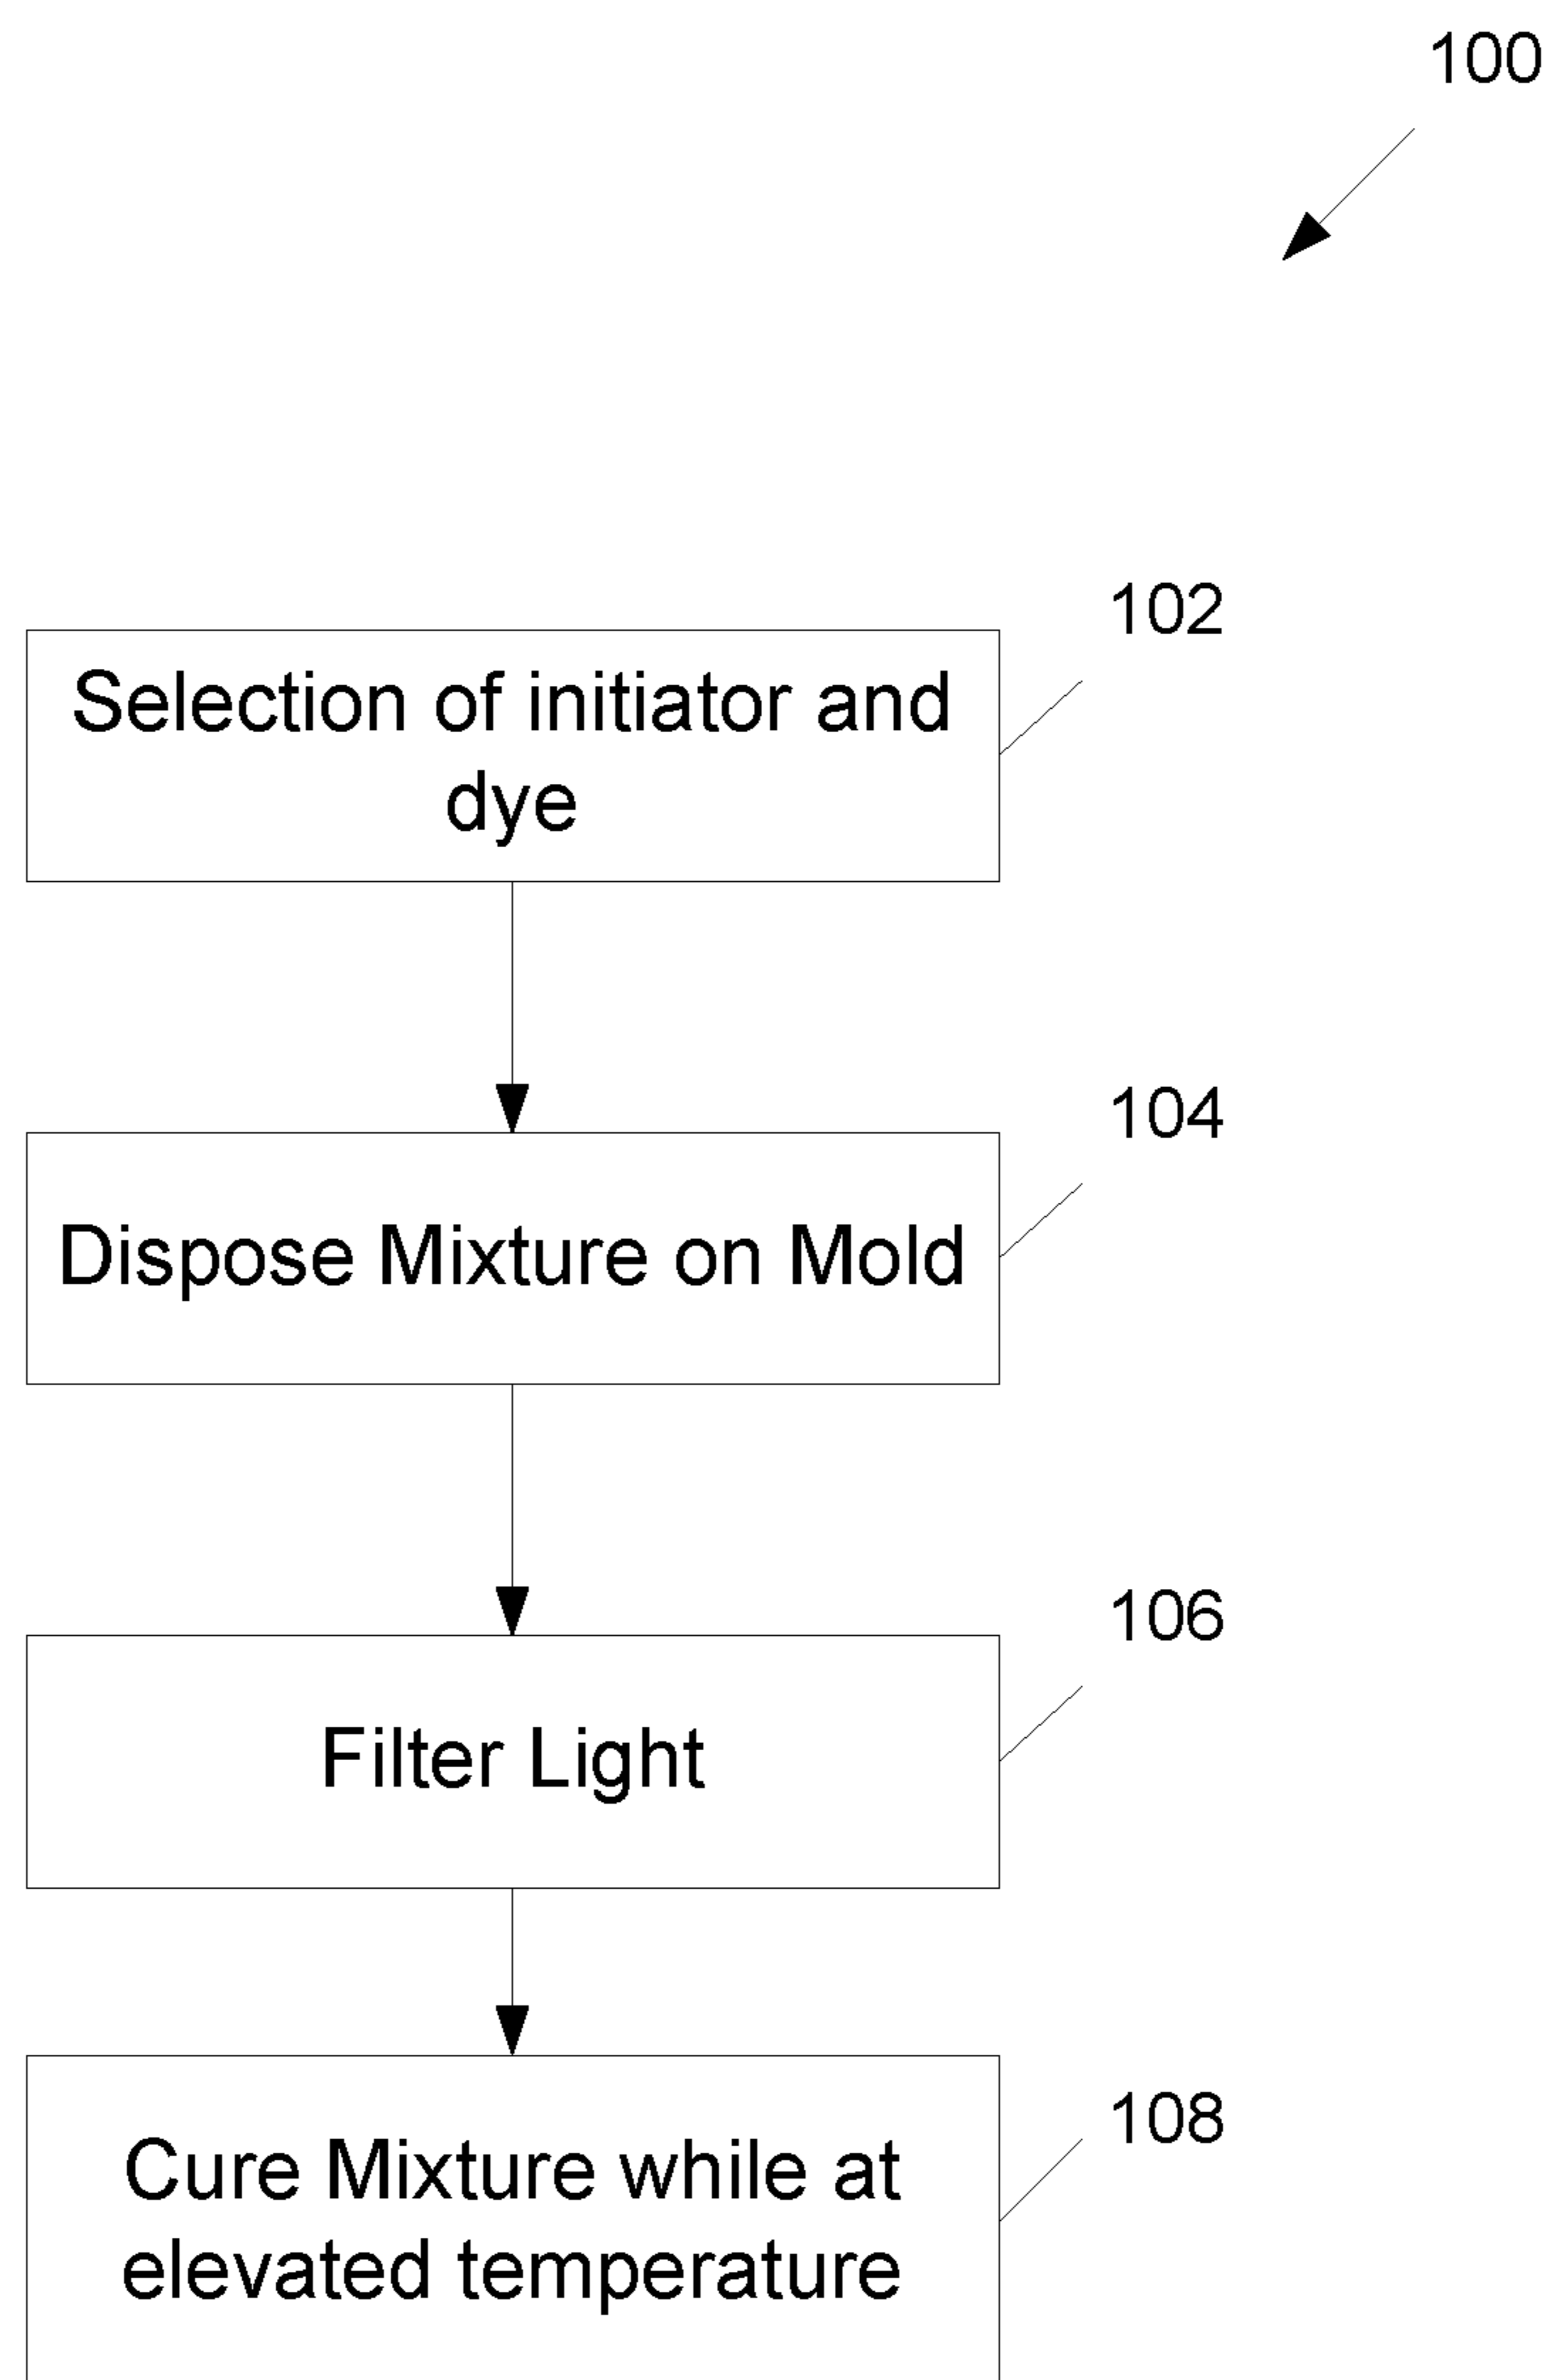 100
102
Selection of initiator and
dye
104
Dispose Mixture on Mold
106
Filter Light
108
Cure Mixture while at
elevated temperature